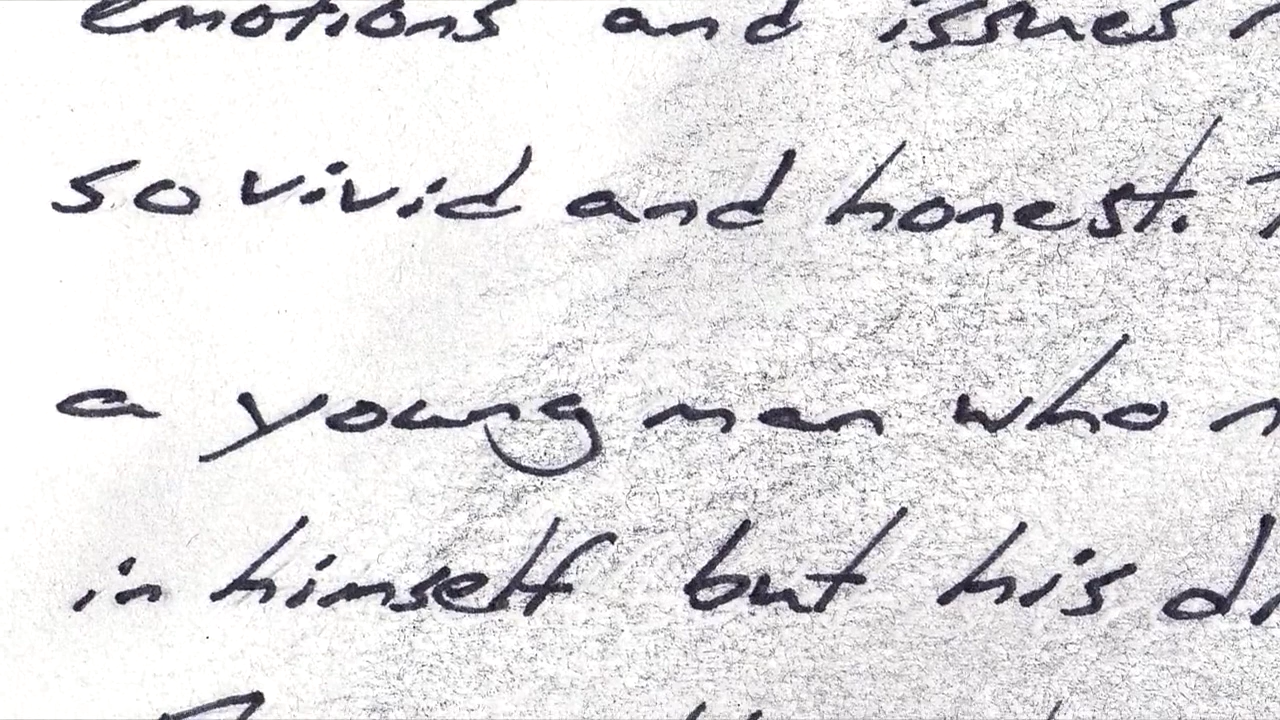 emotions and issues
so vivid and honest.
a young man who
in himself but his